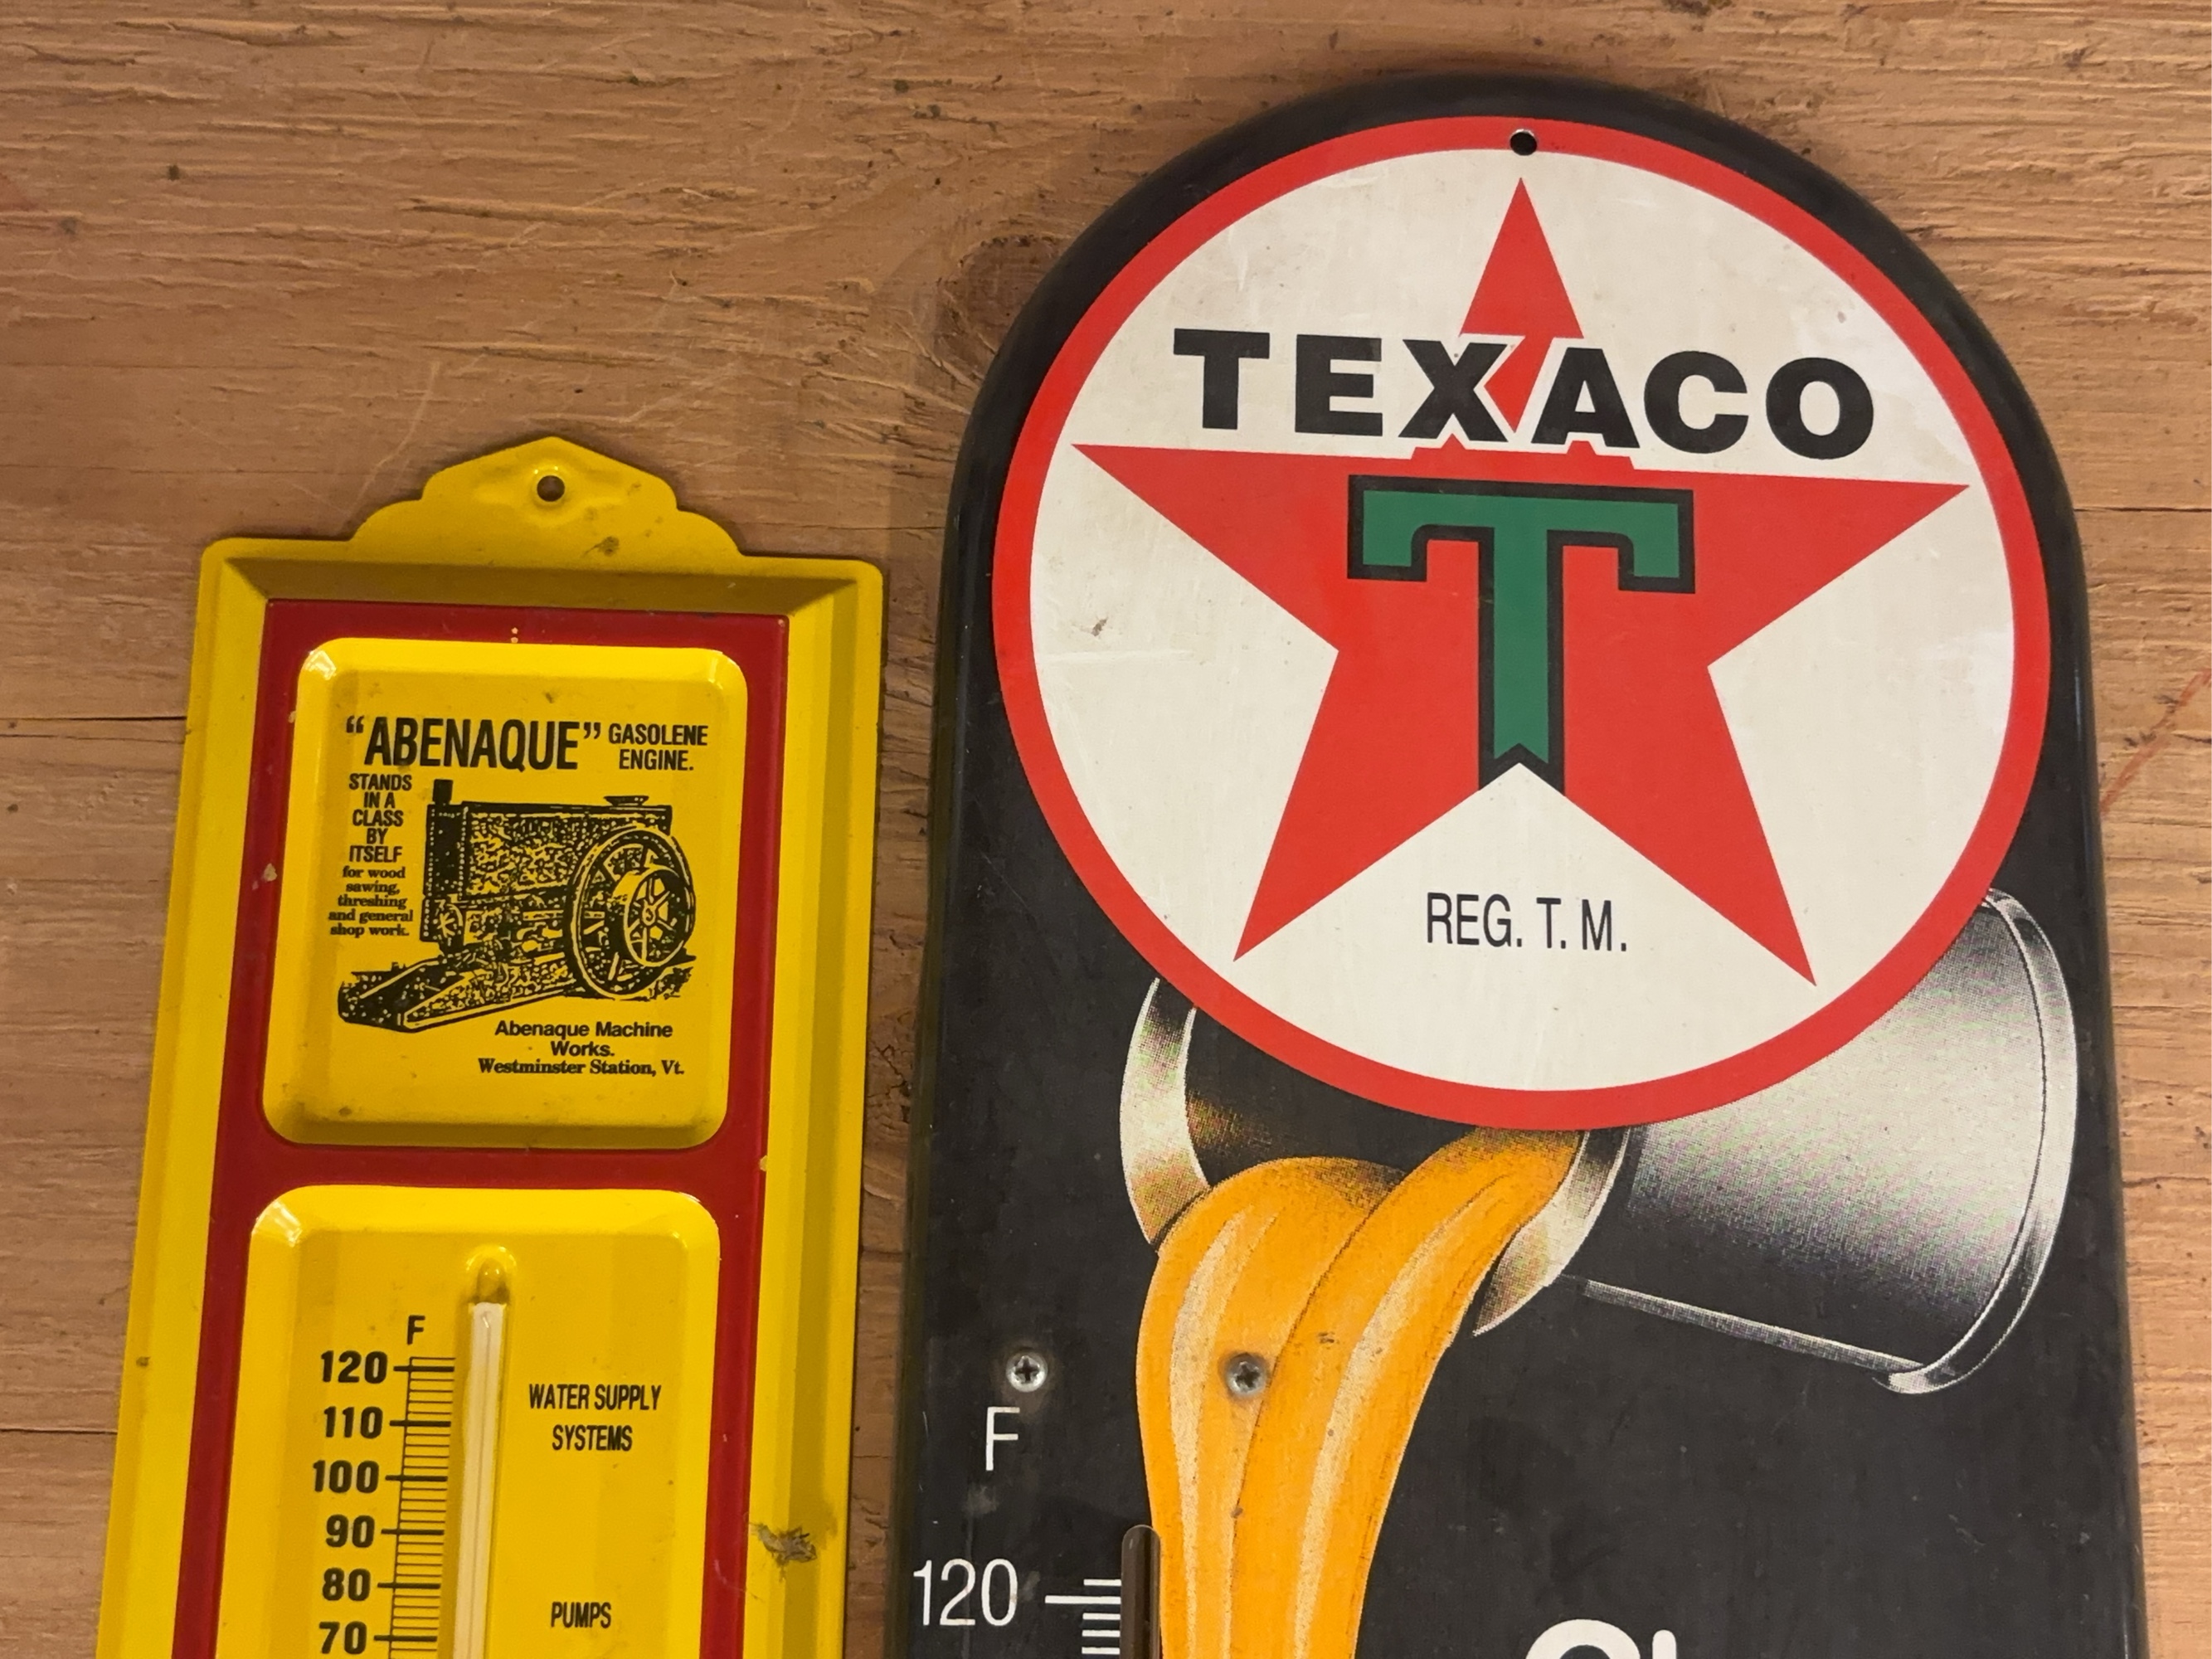 “ABENAQUE” GASOLENE
ENGINE.
STANDS
IN A
CLASS
BY
ITSELF
for wood
sawing,
threshing
and general
shop work.
Abenaque Machine
Works.
Westminster Station, Vt.
F
120
110
100
90
80
70
WATER SUPPLY
SYSTEMS
PUMPS
TEXACO
T
REG. T. M.
F
120